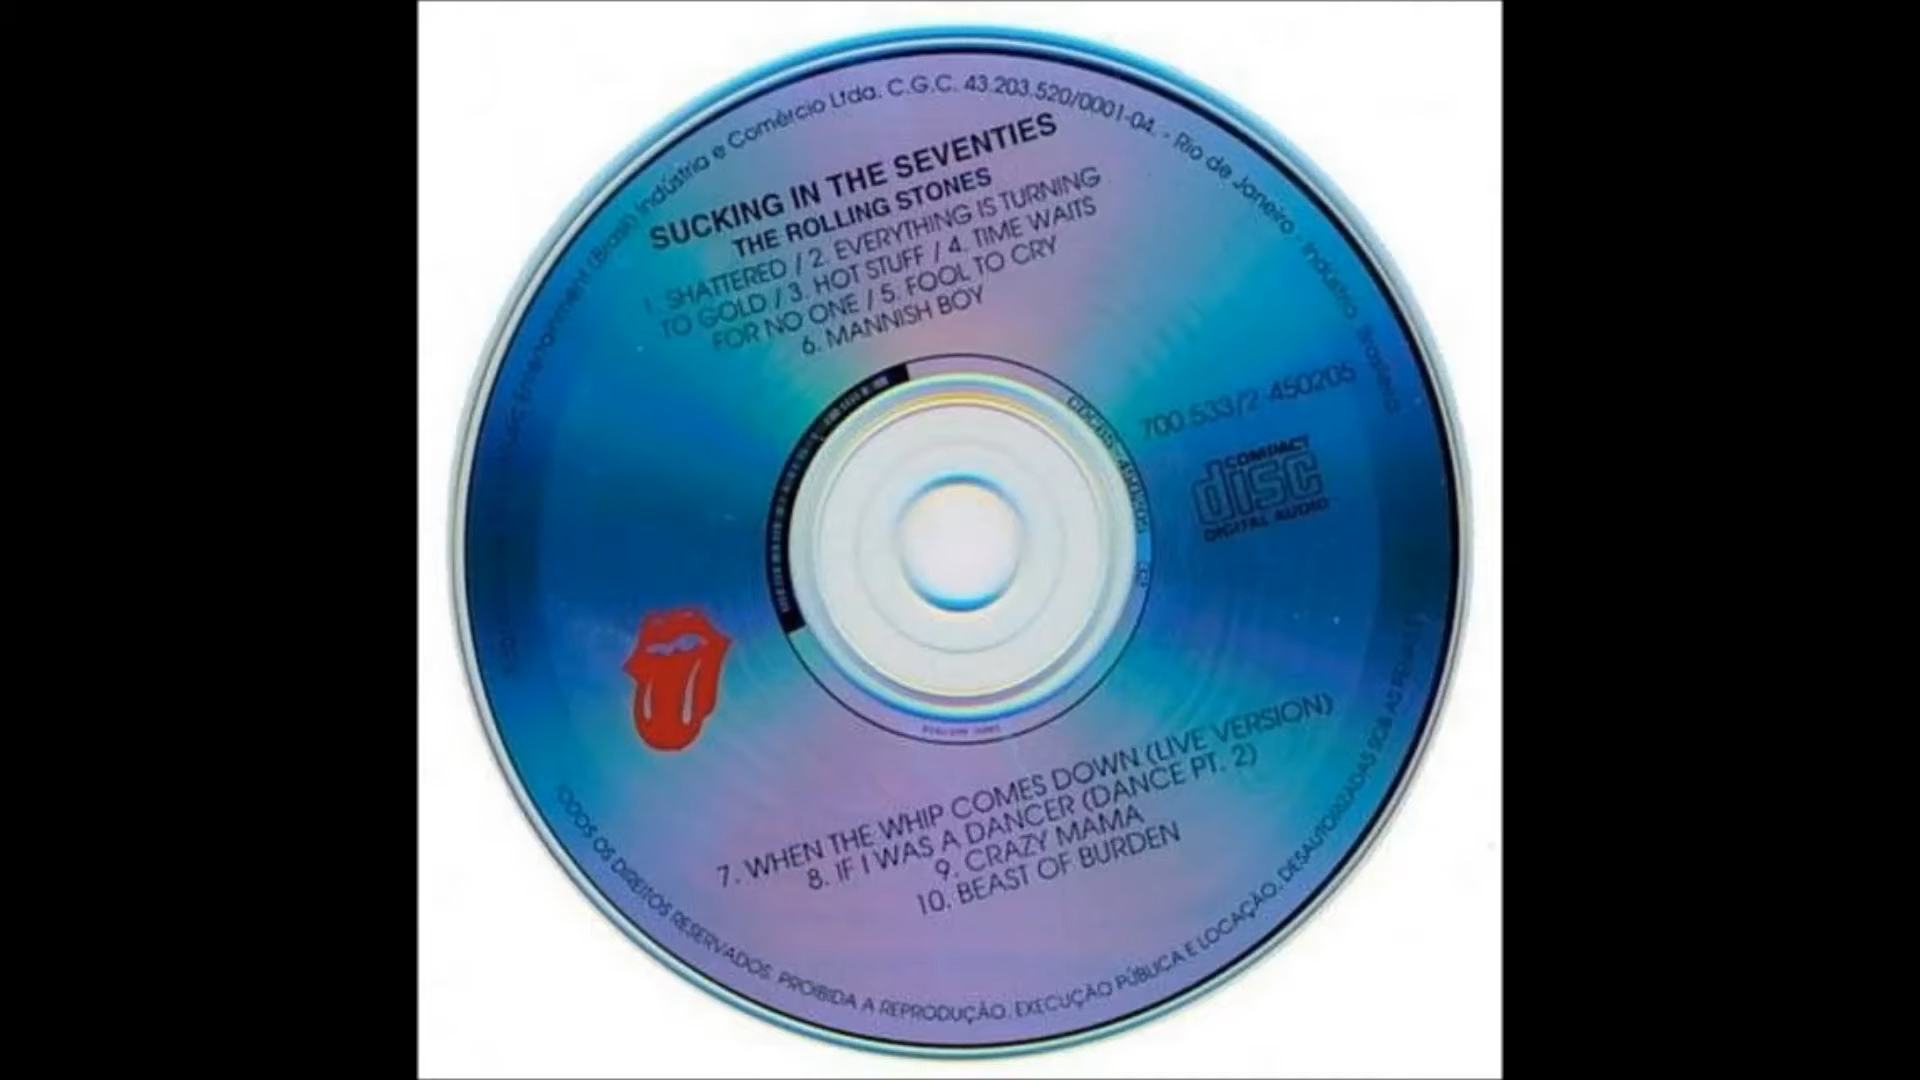 (Brasil) Indústria e Comércio Ltda. C.G.C. 43.203.520/0001-04. - Rio de Janeiro - Indústria Brasileira
SUCKING IN THE SEVENTIES
THE ROLLING STONES
1. SHATTERED / 2. EVERYTHING IS TURNING
TO GOLD / 3. HOT STUFF / 4. TIME WAITS
FOR NO ONE / 5. FOOL TO CRY
6. MANNISH BOY
700.533/2-450205
COMPACT
disc
DIGITAL AUDIO
7. WHEN THE WHIP COMES DOWN (LIVE VERSION)
8. IF I WAS A DANCER (DANCE PT. 2)
9. CRAZY MAMA
10. BEAST OF BURDEN
TODOS OS DIREITOS RESERVADOS. PROIBIDA A REPRODUÇÃO, EXECUÇÃO PÚBLICA E LOCAÇÃO, DESAUTORIZADAS SOB AS PENAS